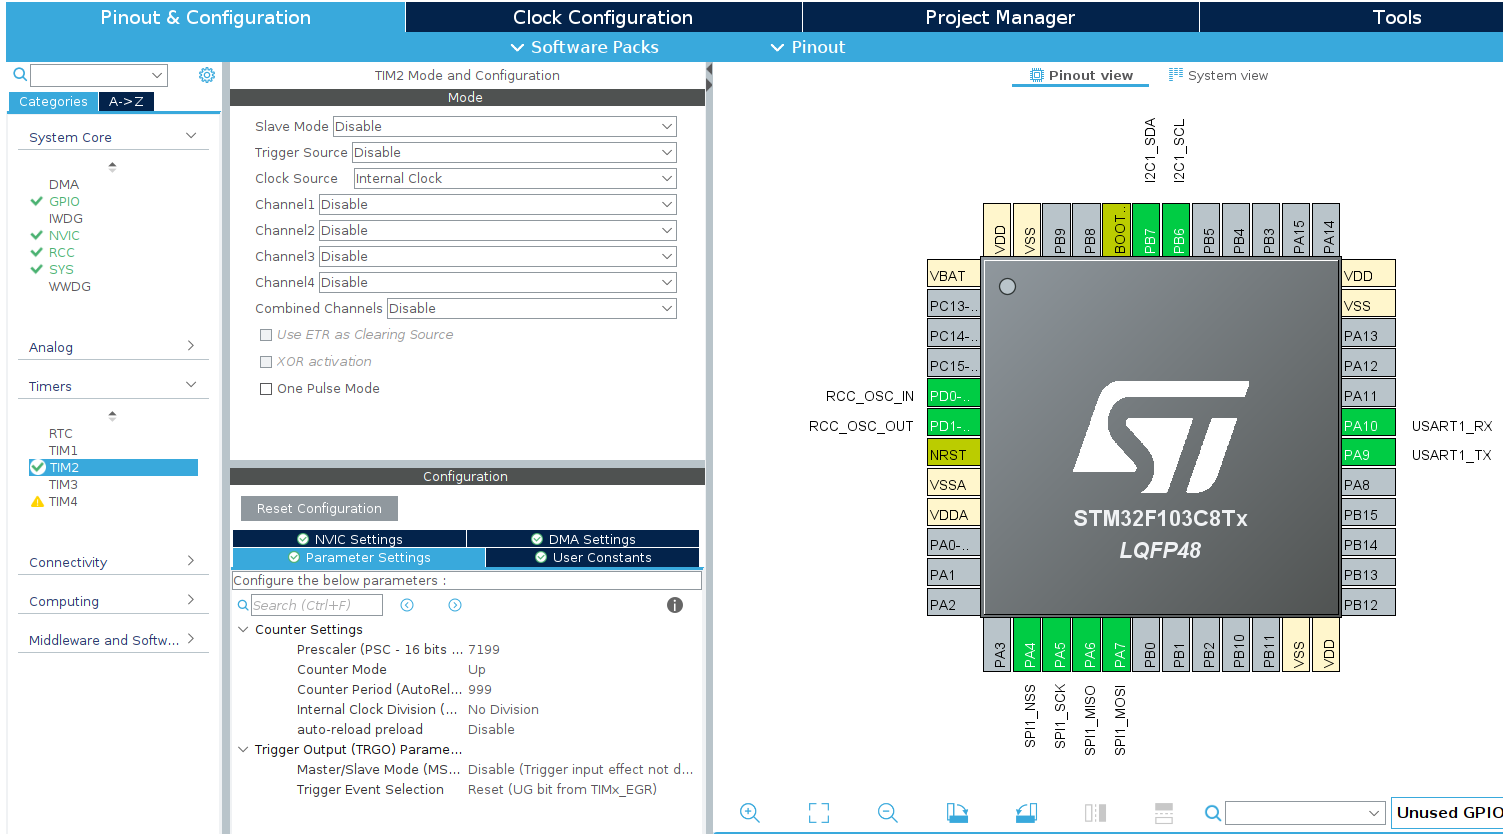 Pinout & Configuration
Clock Configuration
Project Manager
Tools
Software Packs
Pinout
Categories
A->Z
System Core
DMA
GPIO
IWDG
NVIC
RCC
SYS
WWDG
Analog
Timers
RTC
TIM1
TIM2
TIM3
TIM4
Connectivity
Computing
Middleware and Softw...
TIM2 Mode and Configuration
Mode
Slave Mode Disable
Trigger Source Disable
Clock Source Internal Clock
Channel1 Disable
Channel2 Disable
Channel3 Disable
Channel4 Disable
Combined Channels Disable
Use ETR as Clearing Source
XOR activation
One Pulse Mode
Configuration
Reset Configuration
NVIC Settings
DMA Settings
Parameter Settings
User Constants
Configure the below parameters :
Search (Ctrl+F)
Counter Settings
Prescaler (PSC - 16 bits ... 7199
Counter Mode Up
Counter Period (AutoRel... 999
Internal Clock Division (... No Division
auto-reload preload Disable
Trigger Output (TRGO) Parame...
Master/Slave Mode (MS... Disable (Trigger input effect not d...
Trigger Event Selection Reset (UG bit from TIMx_EGR)
Pinout view
System view
I2C1_SDA
I2C1_SCL
VDD
VSS
PB9
PB8
BOOT..
PB7
PB6
PB5
PB4
PB3
PA15
PA14
VBAT
PC13-..
PC14-..
PC15-..
RCC_OSC_IN
PD0-..
RCC_OSC_OUT
PD1-..
NRST
VSSA
VDDA
PA0-..
PA1
PA2
ST
STM32F103C8Tx
LQFP48
VDD
VSS
PA13
PA12
PA11
PA10
USART1_RX
PA9
USART1_TX
PA8
PB15
PB14
PB13
PB12
PA3
PA4
PA5
PA6
PA7
PB0
PB1
PB2
PB10
PB11
VSS
VDD
SPI1_NSS
SPI1_SCK
SPI1_MISO
SPI1_MOSI
Unused GPIO